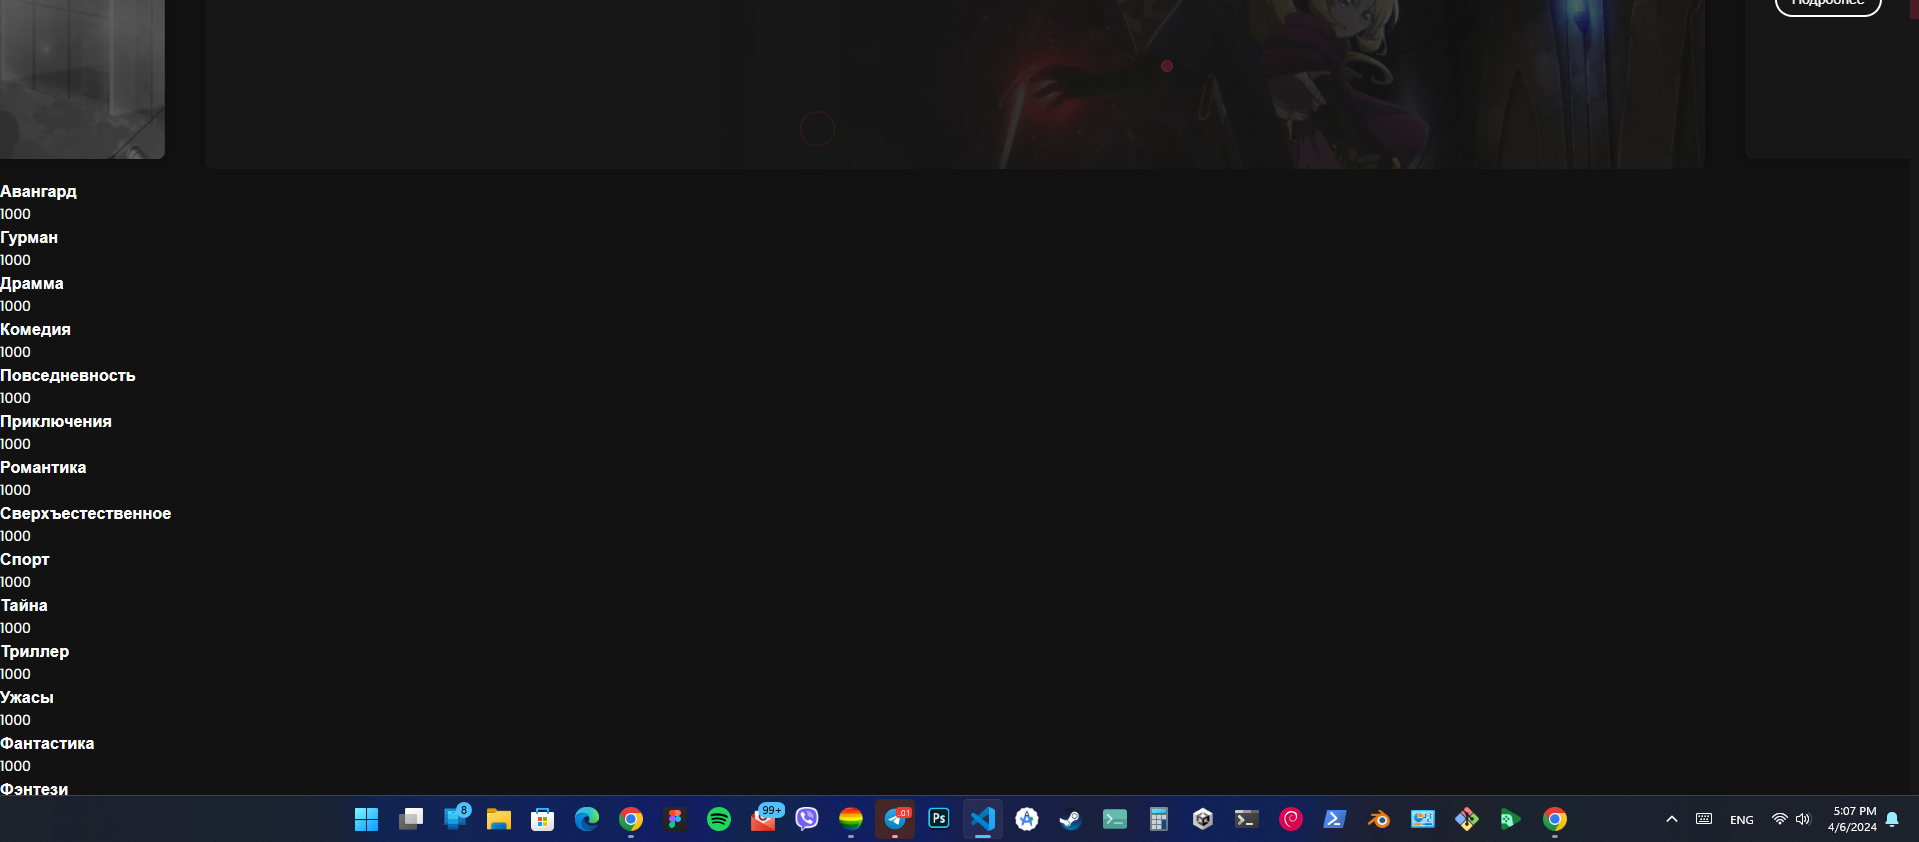 Подробнее
Авангард
1000
Гурман
1000
Драмма
1000
Комедия
1000
Повседневность
1000
Приключения
1000
Романтика
1000
Сверхъестественное
1000
Спорт
1000
Тайна
1000
Триллер
1000
Ужасы
1000
Фантастика
1000
Фэнтези
8
99+
.01
Ps
ENG
5:07 PM
4/6/2024